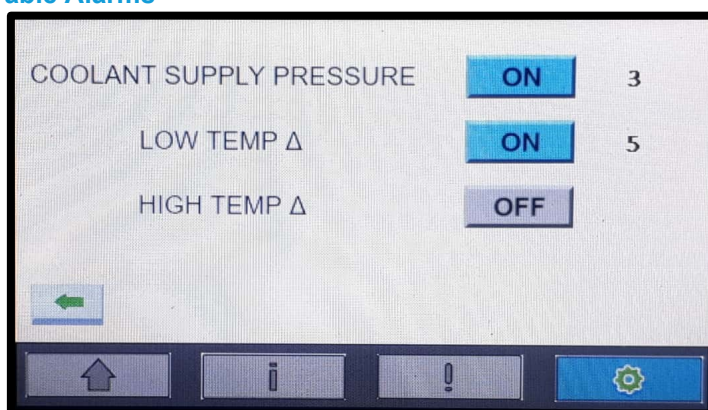 able Alarms
COOLANT SUPPLY PRESSURE ON 3
LOW TEMP Δ ON 5
HIGH TEMP Δ OFF
i
!